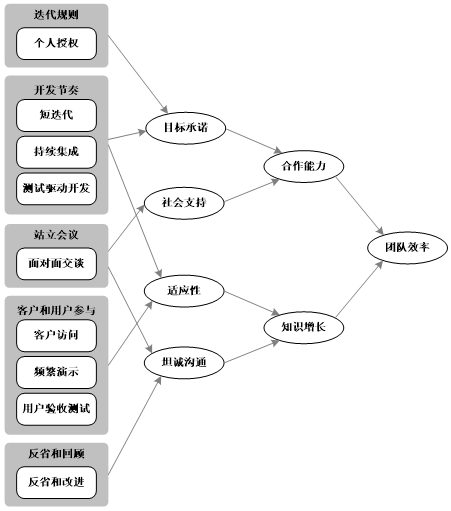 迭代规则
个人授权
开发节奏
短迭代
持续集成
测试驱动开发
站立会议
面对面交谈
客户和用户参与
客户访问
频繁演示
用户验收测试
反省和回顾
反省和改进
目标承诺
社会支持
适应性
坦诚沟通
合作能力
知识增长
团队效率